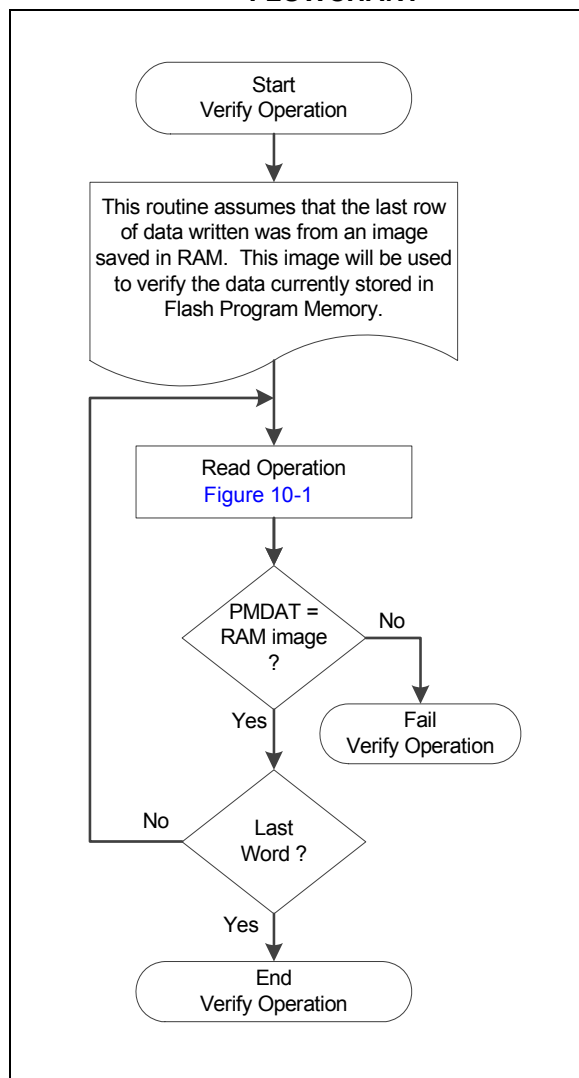 Start
Verify Operation
This routine assumes that the last row
of data written was from an image
saved in RAM. This image will be used
to verify the data currently stored in
Flash Program Memory.
Read Operation
Figure 10-1
PMDAT =
RAM image
?
No
Yes
Fail
Verify Operation
No
Last
Word ?
Yes
End
Verify Operation